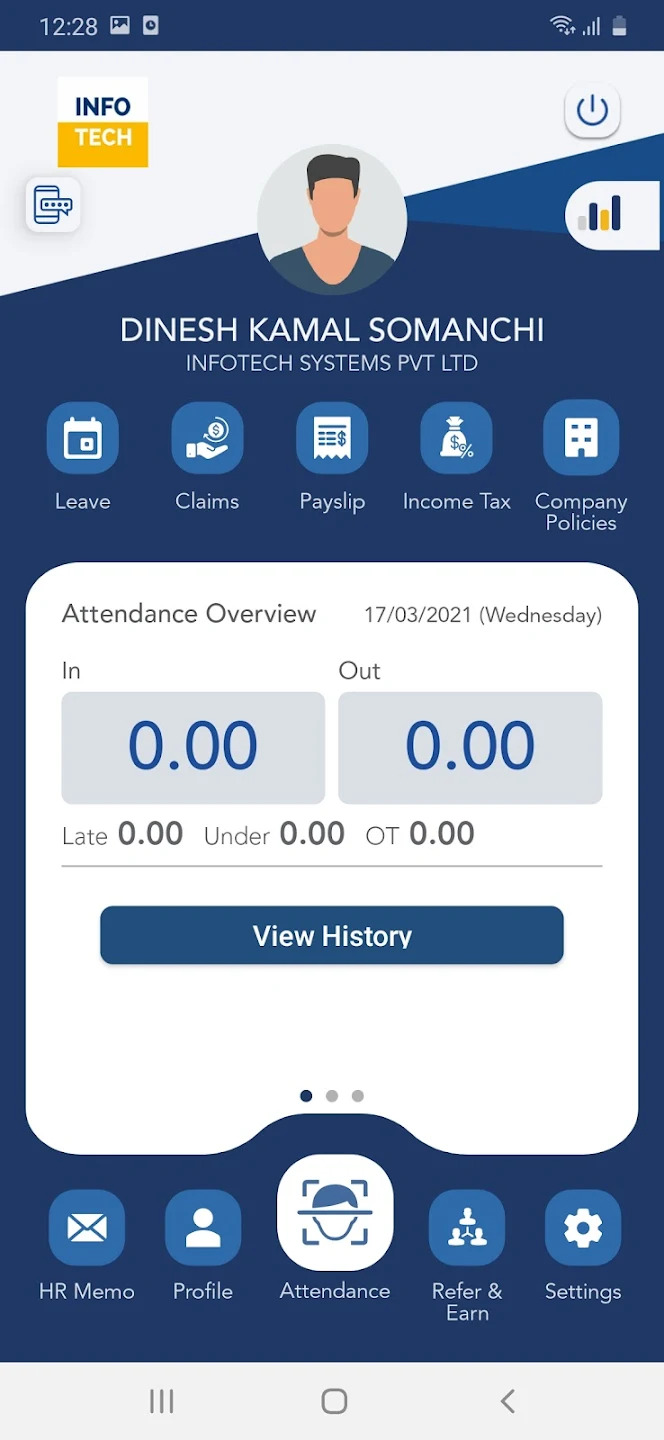 12:28
INFO
TECH
DINESH KAMAL SOMANCHI
INFOTECH SYSTEMS PVT LTD
Leave
Claims
Payslip
Income Tax
Company
Policies
Attendance Overview
17/03/2021 (Wednesday)
In
Out
0.00
0.00
Late 0.00 Under 0.00 OT 0.00
View History
HR Memo
Profile
Attendance
Refer &
Earn
Settings